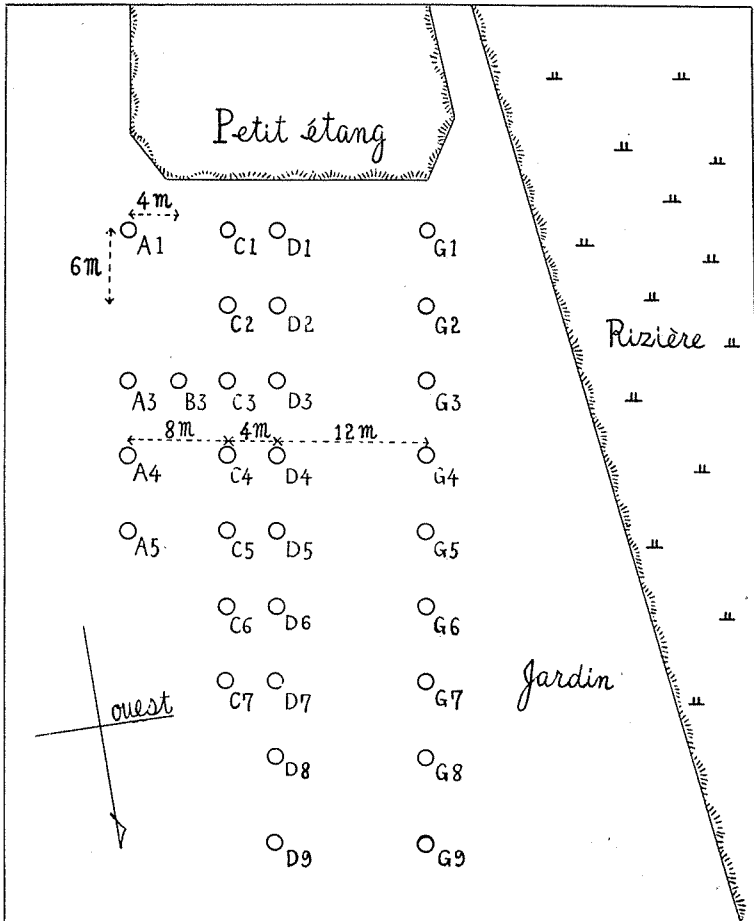 Petit étang
4m
A1 C1 D1 G1
6m
C2 D2 G2
Rizière
A3 B3 C3 D3 G3
8m 4m 12m
A4 C4 D4 G4
A5 C5 D5 G5
C6 D6 G6
Jardin
C7 D7 G7
ouest
D8 G8
D9 G9